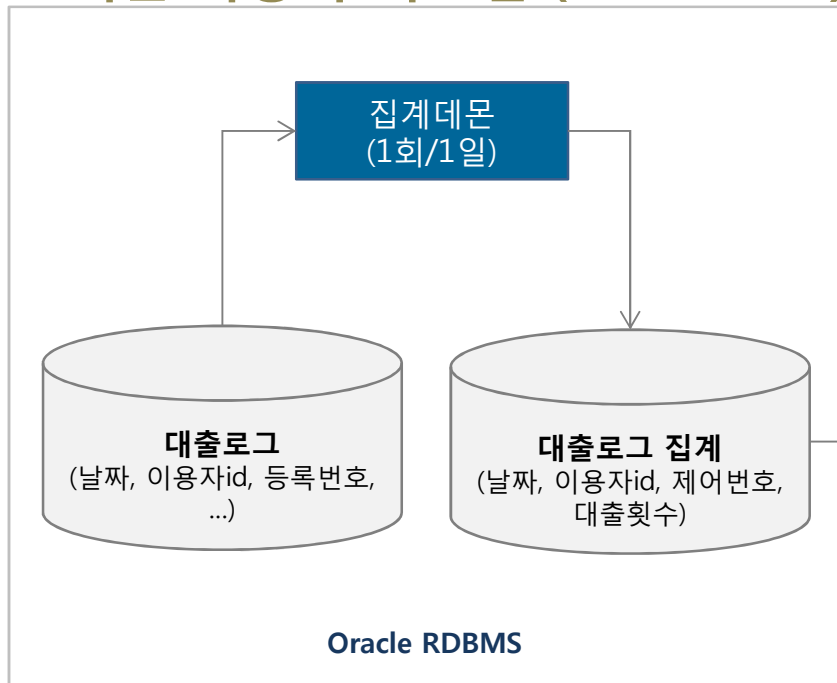 집계데몬
(1회/1일)
대출로그
(날짜, 이용자id, 등록번호,
...)
대출로그 집계
(날짜, 이용자id, 제어번호,
대출횟수)
Oracle RDBMS